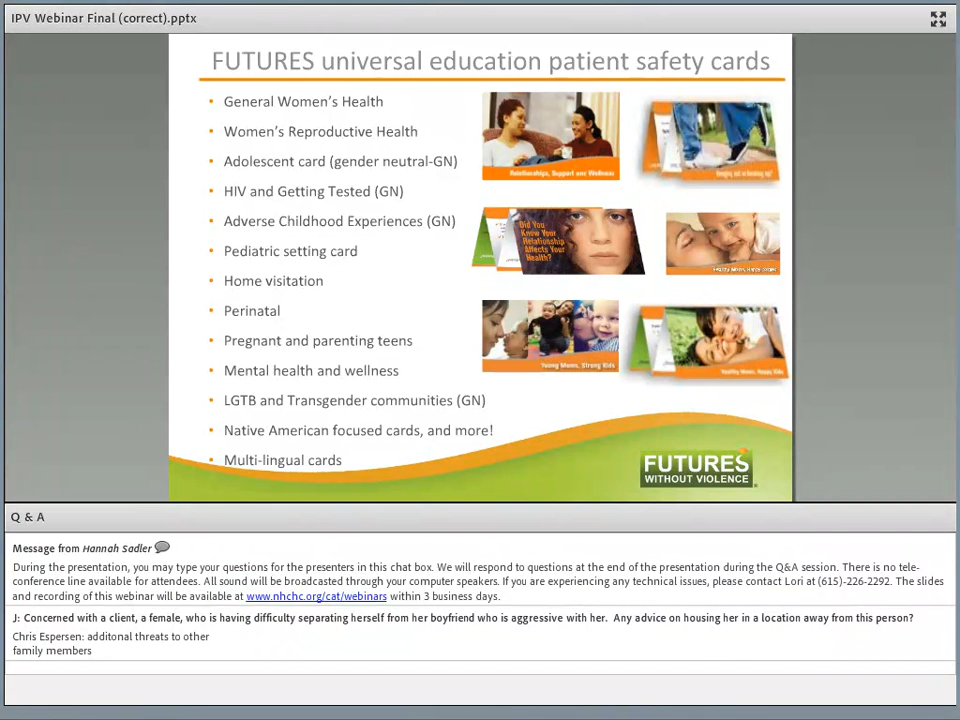 IPV Webinar Final (correct).pptx
FUTURES universal education patient safety cards
• General Women's Health
• Women's Reproductive Health
• Adolescent card (gender neutral-GN)
• HIV and Getting Tested (GN)
• Adverse Childhood Experiences (GN)
• Pediatric setting card
• Home visitation
• Perinatal
• Pregnant and parenting teens
• Mental health and wellness
• LGTB and Transgender communities (GN)
• Native American focused cards, and more!
• Multi-lingual cards
Relationships, Support and Wellness
Hanging out or Hooking up?
Did You
Know Your
Relationship
Affects Your
Health?
Happy Moms, Happy Babies
Young Moms, Strong Kids
Healthy Moms, Happy Kids
FUTURES
WITHOUT VIOLENCE
Q & A
Message from Hannah Sadler
During the presentation, you may type your questions for the presenters in this chat box. We will respond to questions at the end of the presentation during the Q&A session. There is no tele-
conference line available for attendees. All sound will be broadcasted through your computer speakers. If you are experiencing any technical issues, please contact Lori at (615)-226-2292. The slides
and recording of this webinar will be available at www.nhchc.org/cat/webinars within 3 business days.
J: Concerned with a client, a female, who is having difficulty separating herself from her boyfriend who is aggressive with her. Any advice on housing her in a location away from this person?
Chris Espersen: additonal threats to other
family members